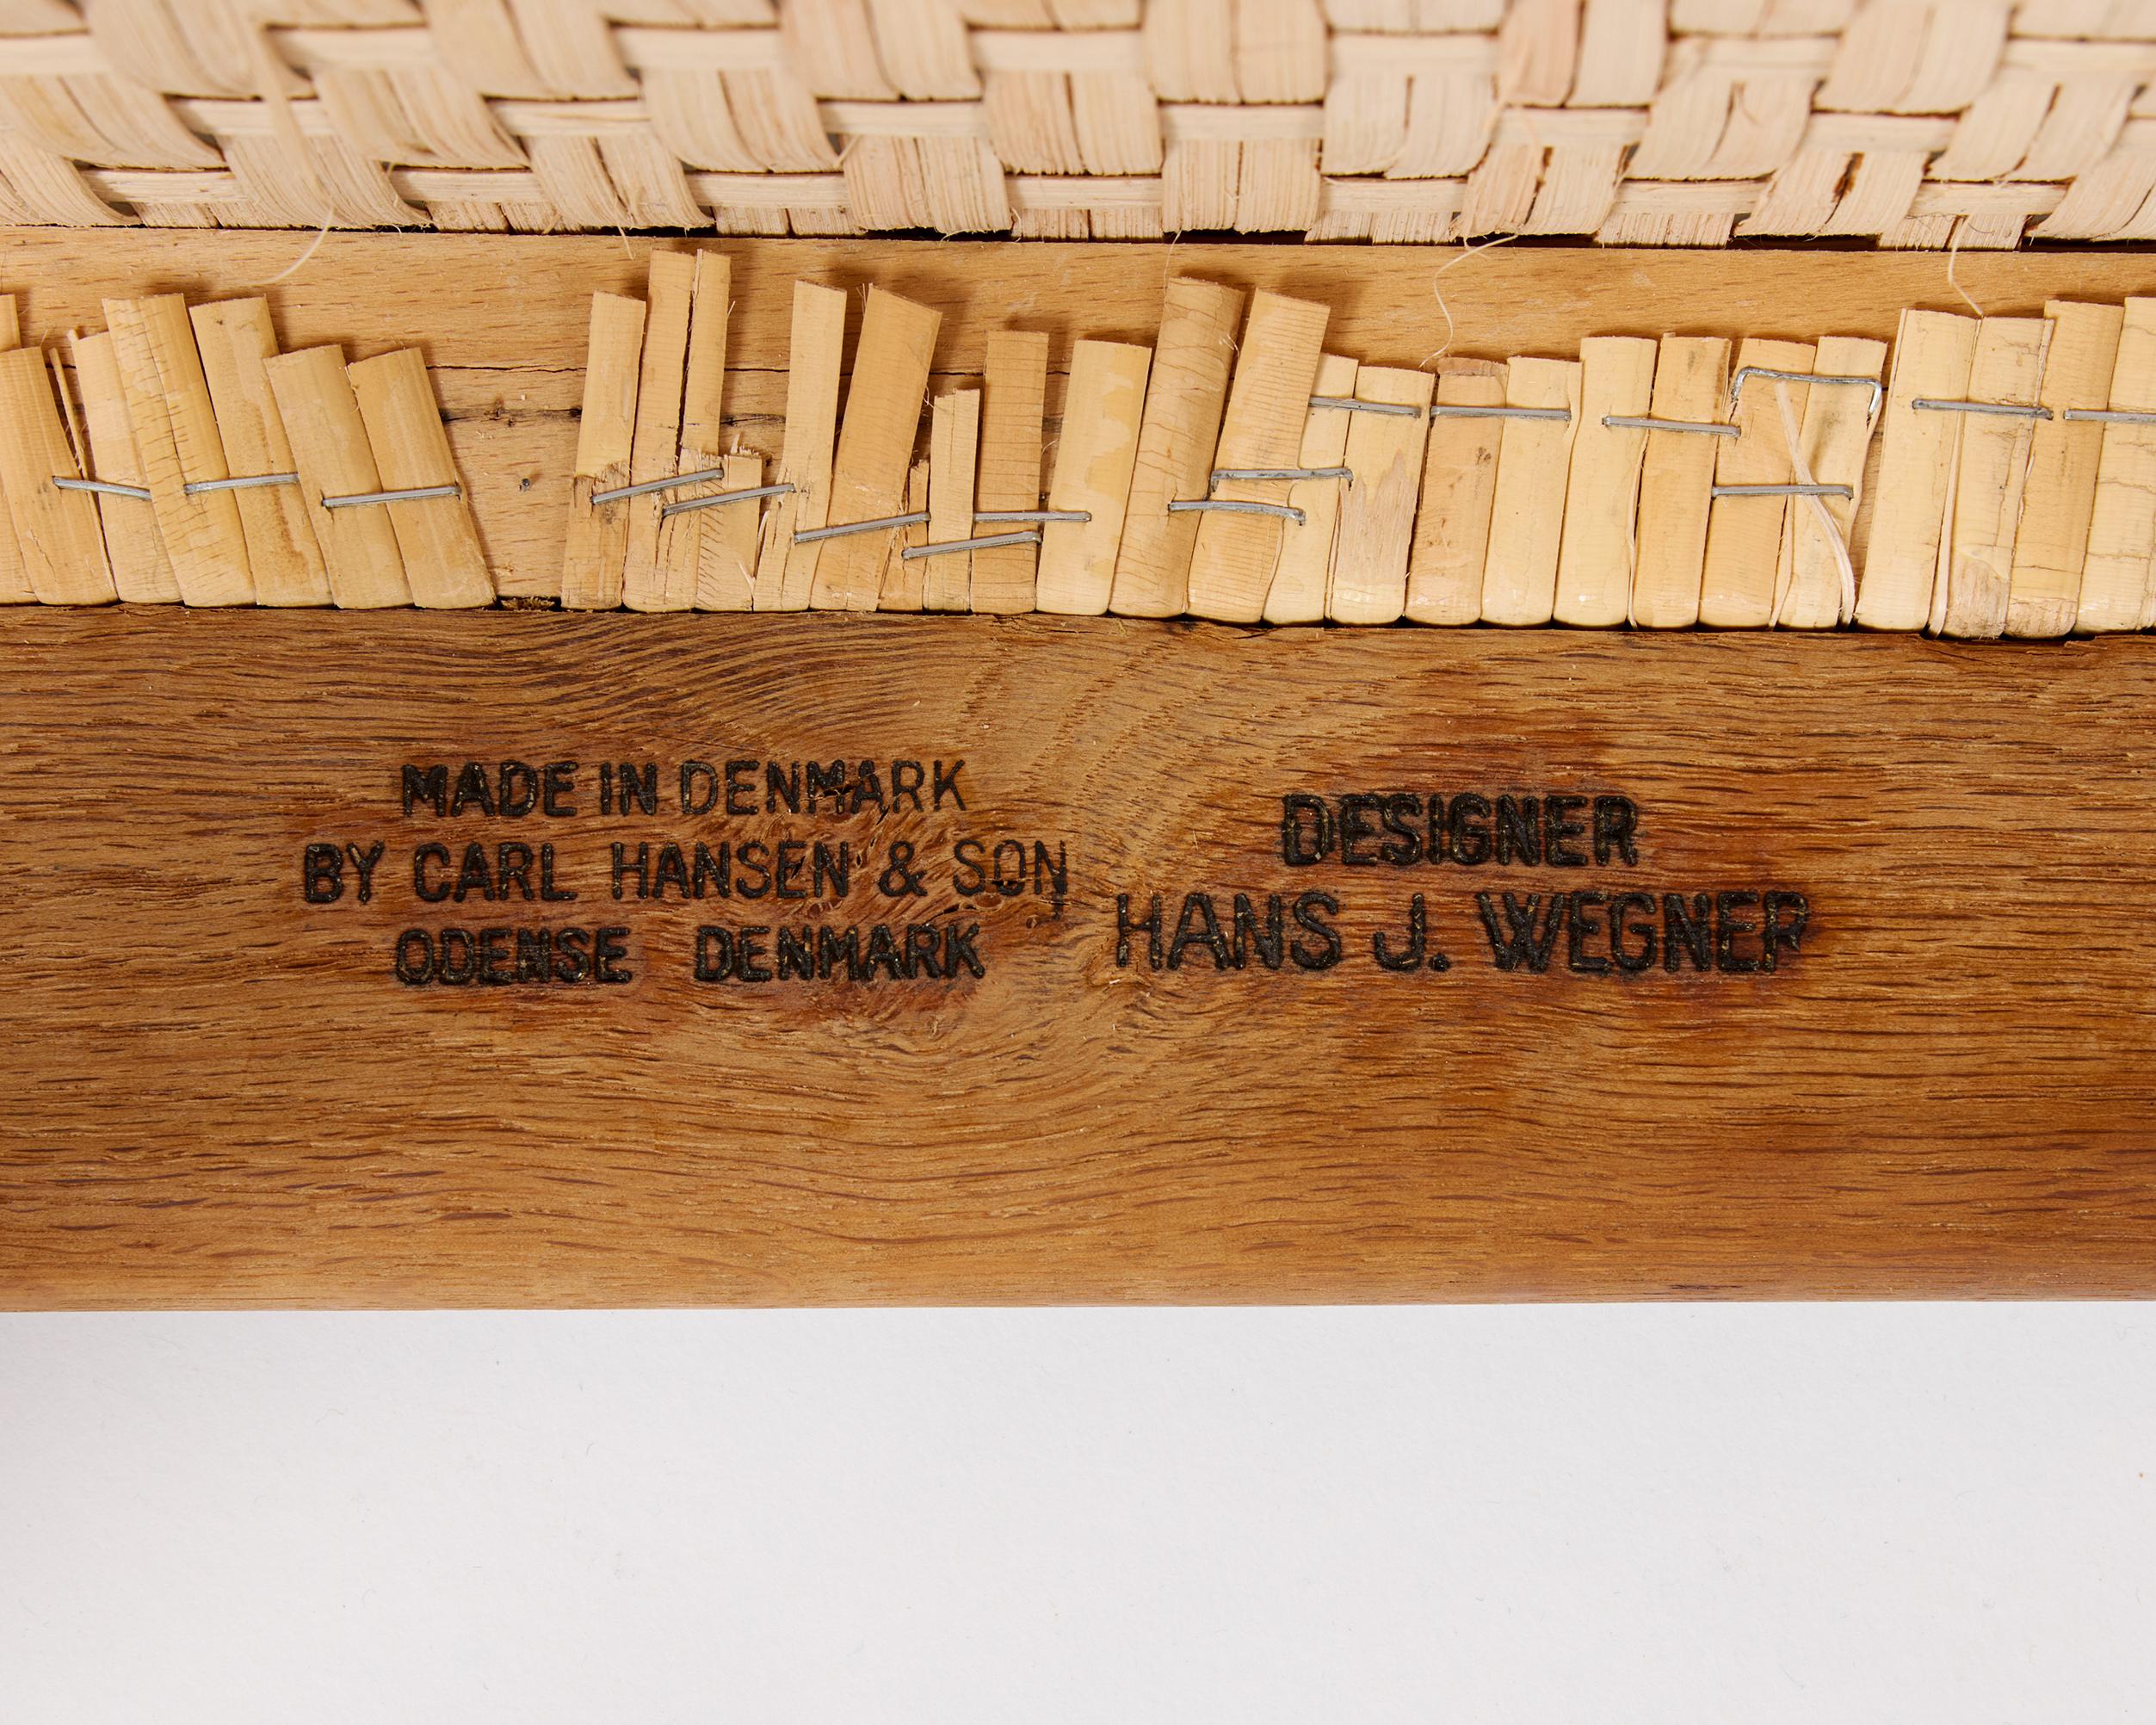 MADE IN DENMARK
BY CARL HANSEN & SON
ODENSE DENMARK
DESIGNER
HANS J. WEGNER